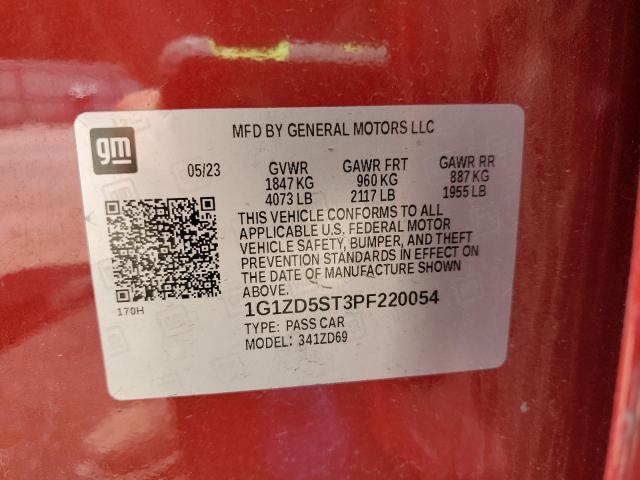 gm
MFD BY GENERAL MOTORS LLC
05/23 GVWR GAWR FRT GAWR RR
1847 KG 960 KG 887 KG
4073 LB 2117 LB 1955 LB
THIS VEHICLE CONFORMS TO ALL
APPLICABLE U.S. FEDERAL MOTOR
VEHICLE SAFETY, BUMPER, AND THEFT
PREVENTION STANDARDS IN EFFECT ON
THE DATE OF MANUFACTURE SHOWN
ABOVE.
1G1ZD5ST3PF220054
TYPE: PASS CAR
MODEL: 341ZD69
170H